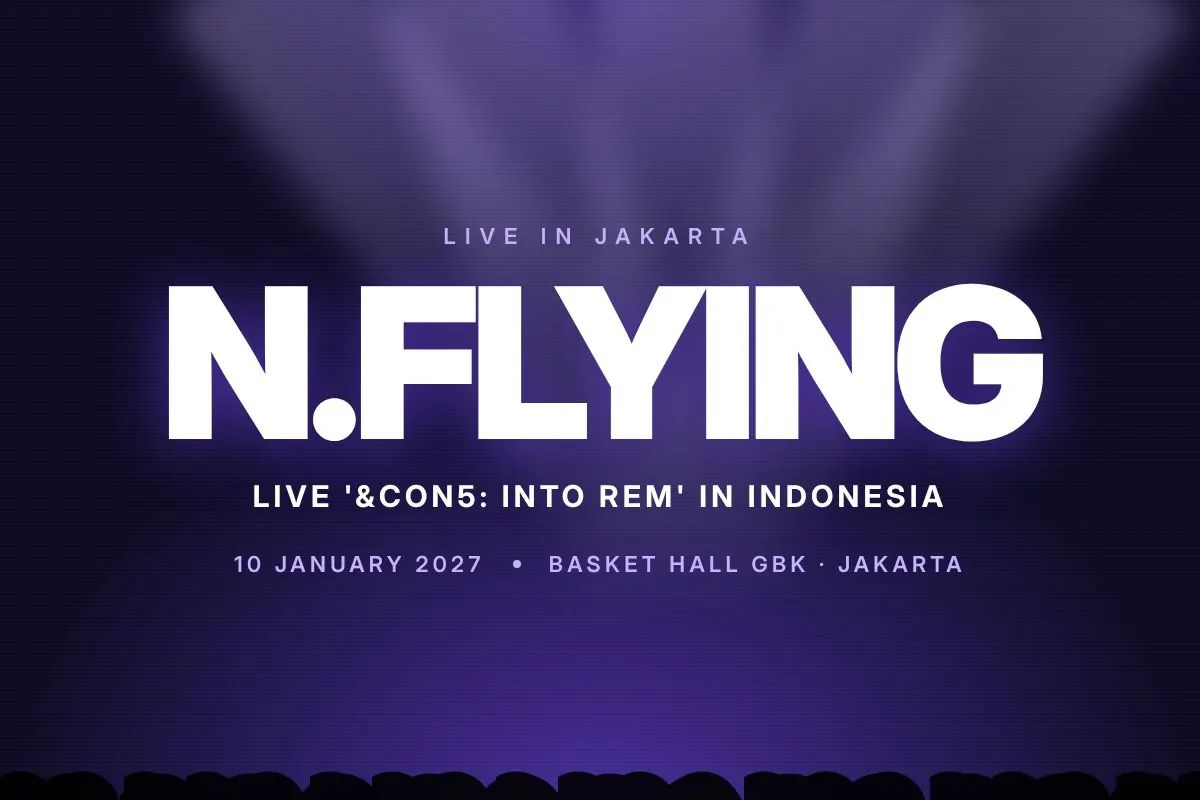 LIVE IN JAKARTA
N.FLYING
LIVE '&CON5: INTO REM' IN INDONESIA
10 JANUARY 2027 • BASKET HALL GBK · JAKARTA